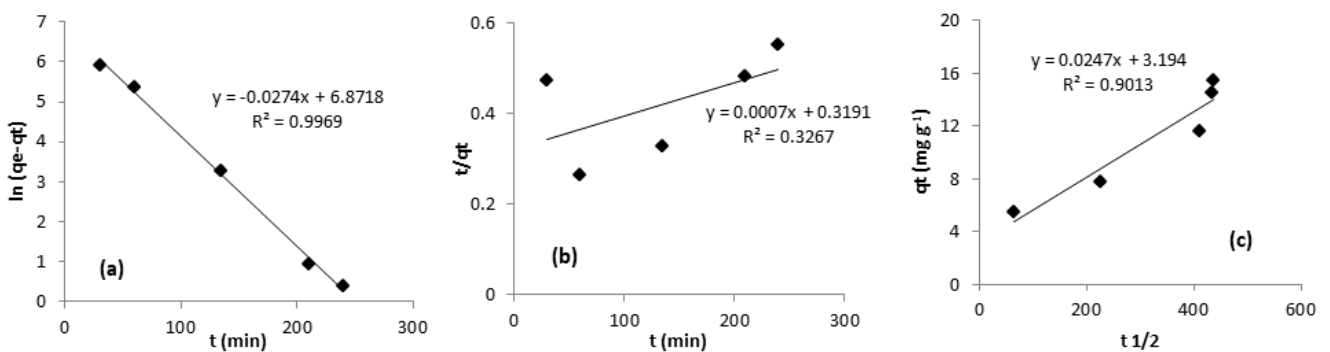 7
6
5
4
3
2
1
0
0 100 200 300
ln (qe-qt)
t (min)
y = -0.0274x + 6.8718
R² = 0.9969
(a)
0.6
0.4
0.2
0
0 100 200 300
t/qt
t (min)
y = 0.0007x + 0.3191
R² = 0.3267
(b)
20
16
12
8
4
0
0 200 400 600
qt (mg g⁻¹)
t 1/2
y = 0.0247x + 3.194
R² = 0.9013
(c)